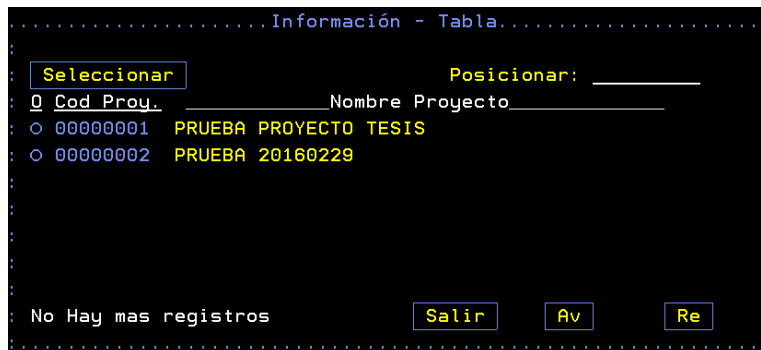 Información - Tabla
Seleccionar Posicionar:
O Cod Proy. Nombre Proyecto
00000001 PRUEBA PROYECTO TESIS
00000002 PRUEBA 20160229
No Hay mas registros Salir Av Re